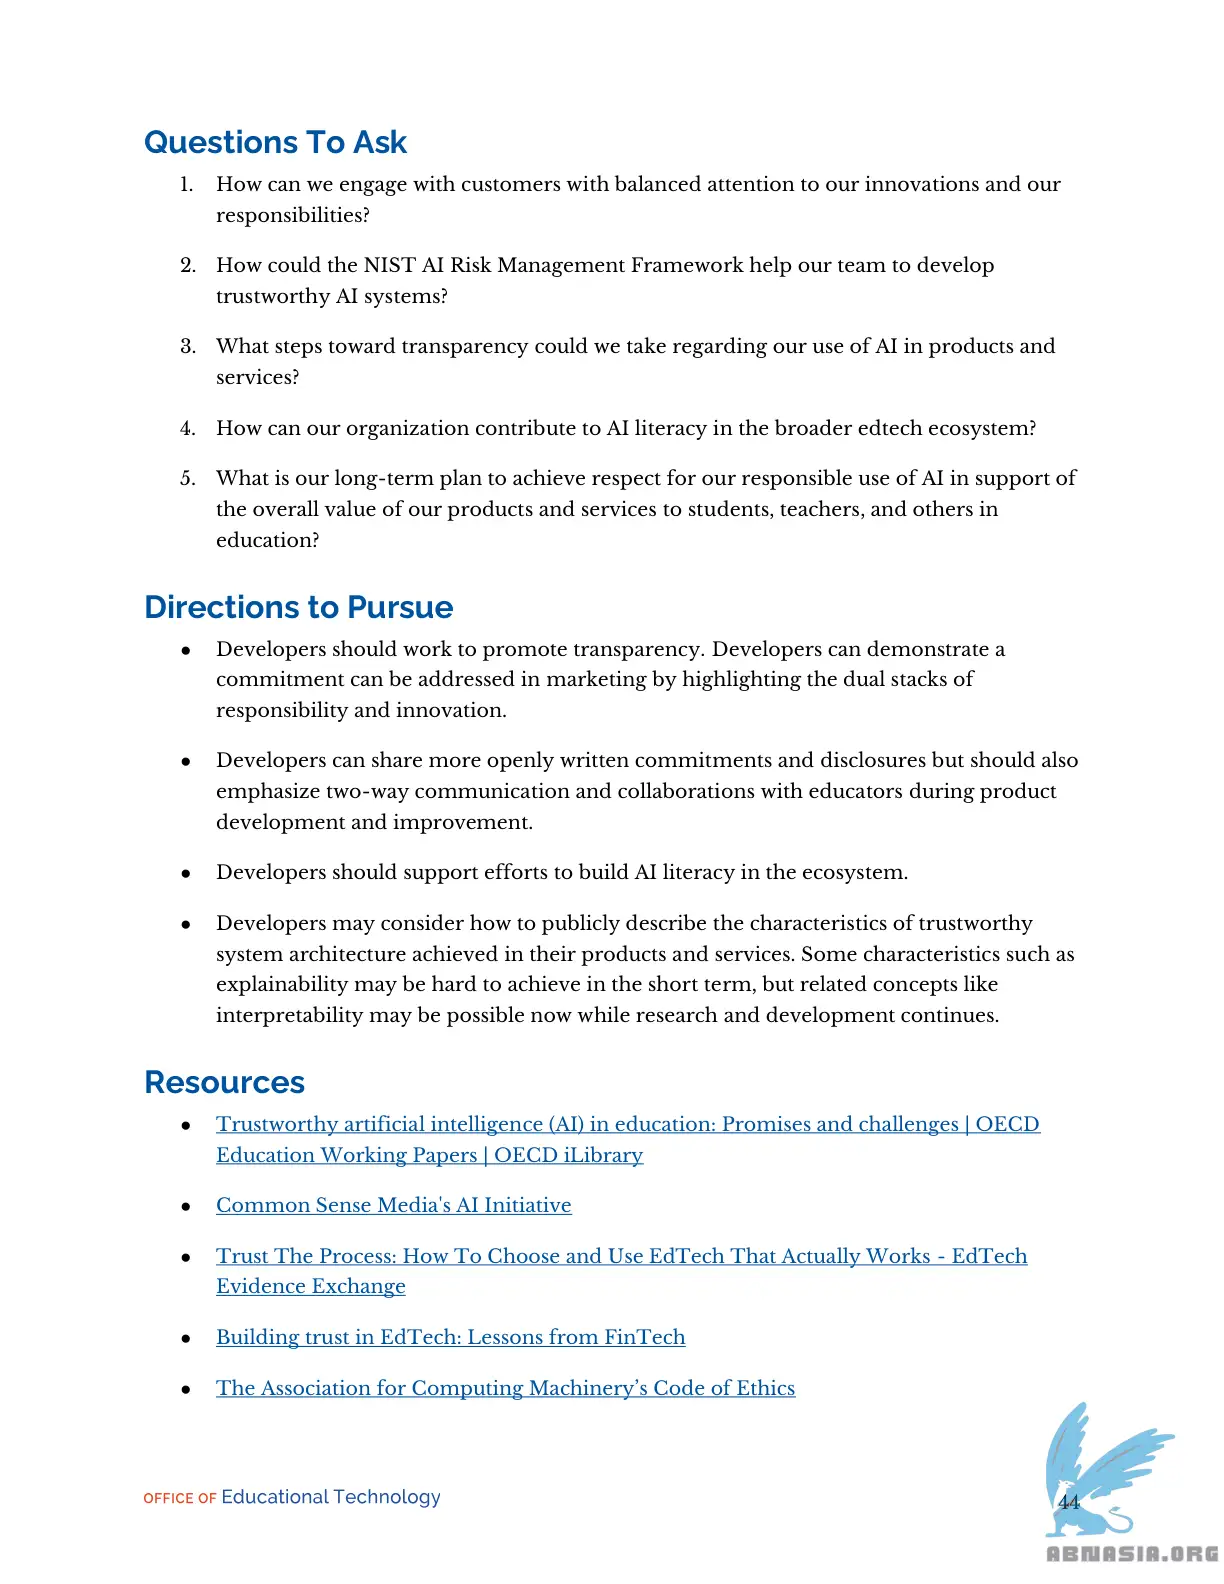 Questions To Ask
1. How can we engage with customers with balanced attention to our innovations and our
responsibilities?
2. How could the NIST AI Risk Management Framework help our team to develop
trustworthy AI systems?
3. What steps toward transparency could we take regarding our use of AI in products and
services?
4. How can our organization contribute to AI literacy in the broader edtech ecosystem?
5. What is our long-term plan to achieve respect for our responsible use of AI in support of
the overall value of our products and services to students, teachers, and others in
education?
Directions to Pursue
● Developers should work to promote transparency. Developers can demonstrate a
commitment can be addressed in marketing by highlighting the dual stacks of
responsibility and innovation.
● Developers can share more openly written commitments and disclosures but should also
emphasize two-way communication and collaborations with educators during product
development and improvement.
● Developers should support efforts to build AI literacy in the ecosystem.
● Developers may consider how to publicly describe the characteristics of trustworthy
system architecture achieved in their products and services. Some characteristics such as
explainability may be hard to achieve in the short term, but related concepts like
interpretability may be possible now while research and development continues.
Resources
● Trustworthy artificial intelligence (AI) in education: Promises and challenges | OECD
Education Working Papers | OECD iLibrary
● Common Sense Media's AI Initiative
● Trust The Process: How To Choose and Use EdTech That Actually Works - EdTech
Evidence Exchange
● Building trust in EdTech: Lessons from FinTech
● The Association for Computing Machinery’s Code of Ethics
OFFICE OF Educational Technology
44
ABNASIA.ORG